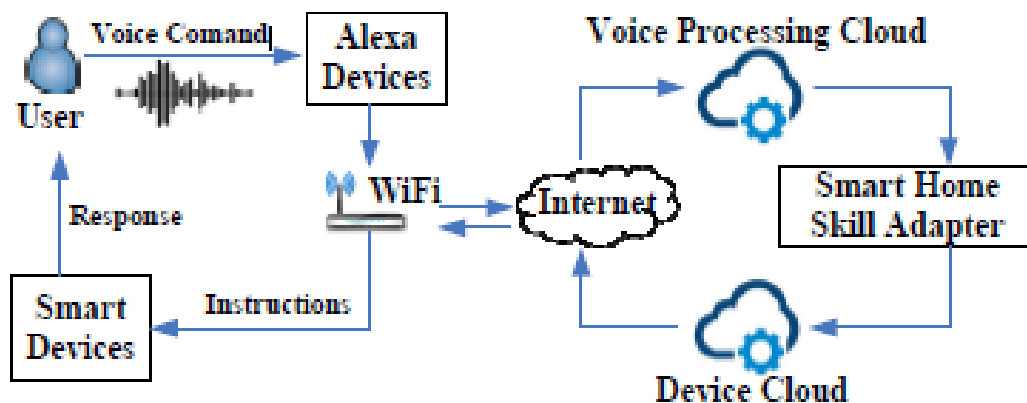 Voice Comand
User
Alexa
Devices
WiFi
Internet
Voice Processing Cloud
Smart Home
Skill Adapter
Device Cloud
Instructions
Smart
Devices
Response